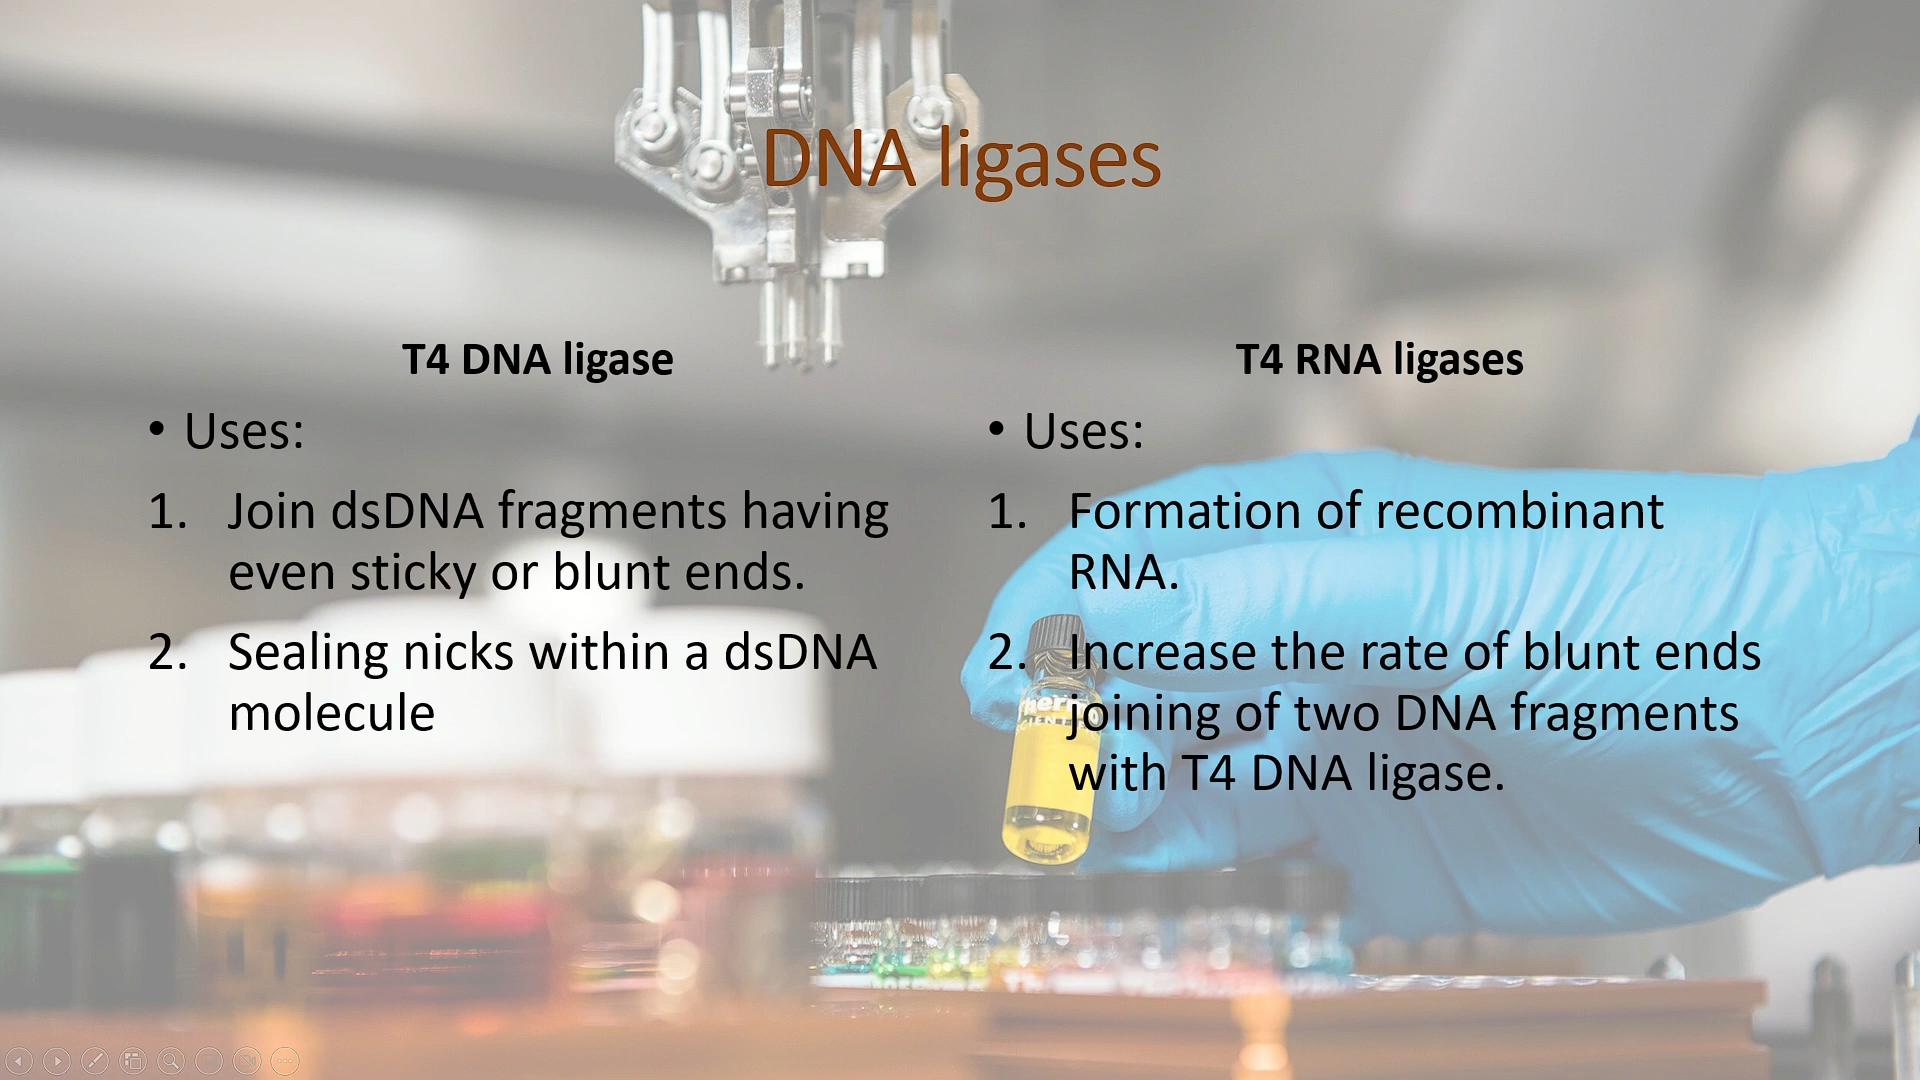 DNA ligases
T4 DNA ligase
• Uses:
1. Join dsDNA fragments having
even sticky or blunt ends.
2. Sealing nicks within a dsDNA
molecule
T4 RNA ligases
• Uses:
1. Formation of recombinant
RNA.
2. Increase the rate of blunt ends
joining of two DNA fragments
with T4 DNA ligase.